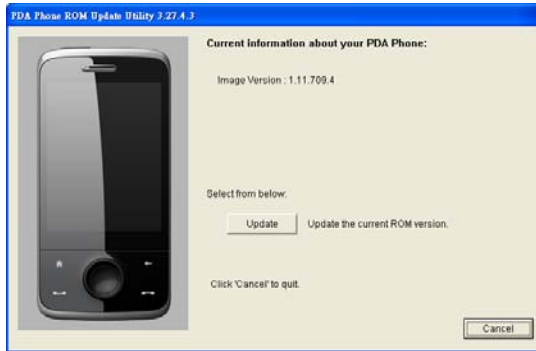 PDA Phone ROM Update Utility 3.27.4.3
Current information about your PDA Phone:
Image Version : 1.11.709.4
Select from below:
Update
Update the current ROM version.
Click 'Cancel' to quit.
Cancel